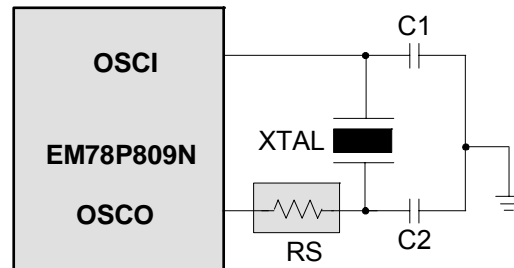 C1
OSCI
XTAL
EM78P809N
OSCO
C2
RS